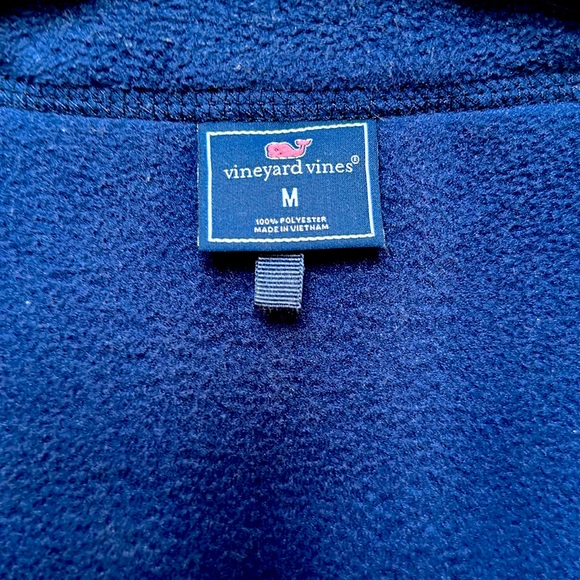 vineyard vines®
M
100% POLYESTER
MADE IN VIETNAM